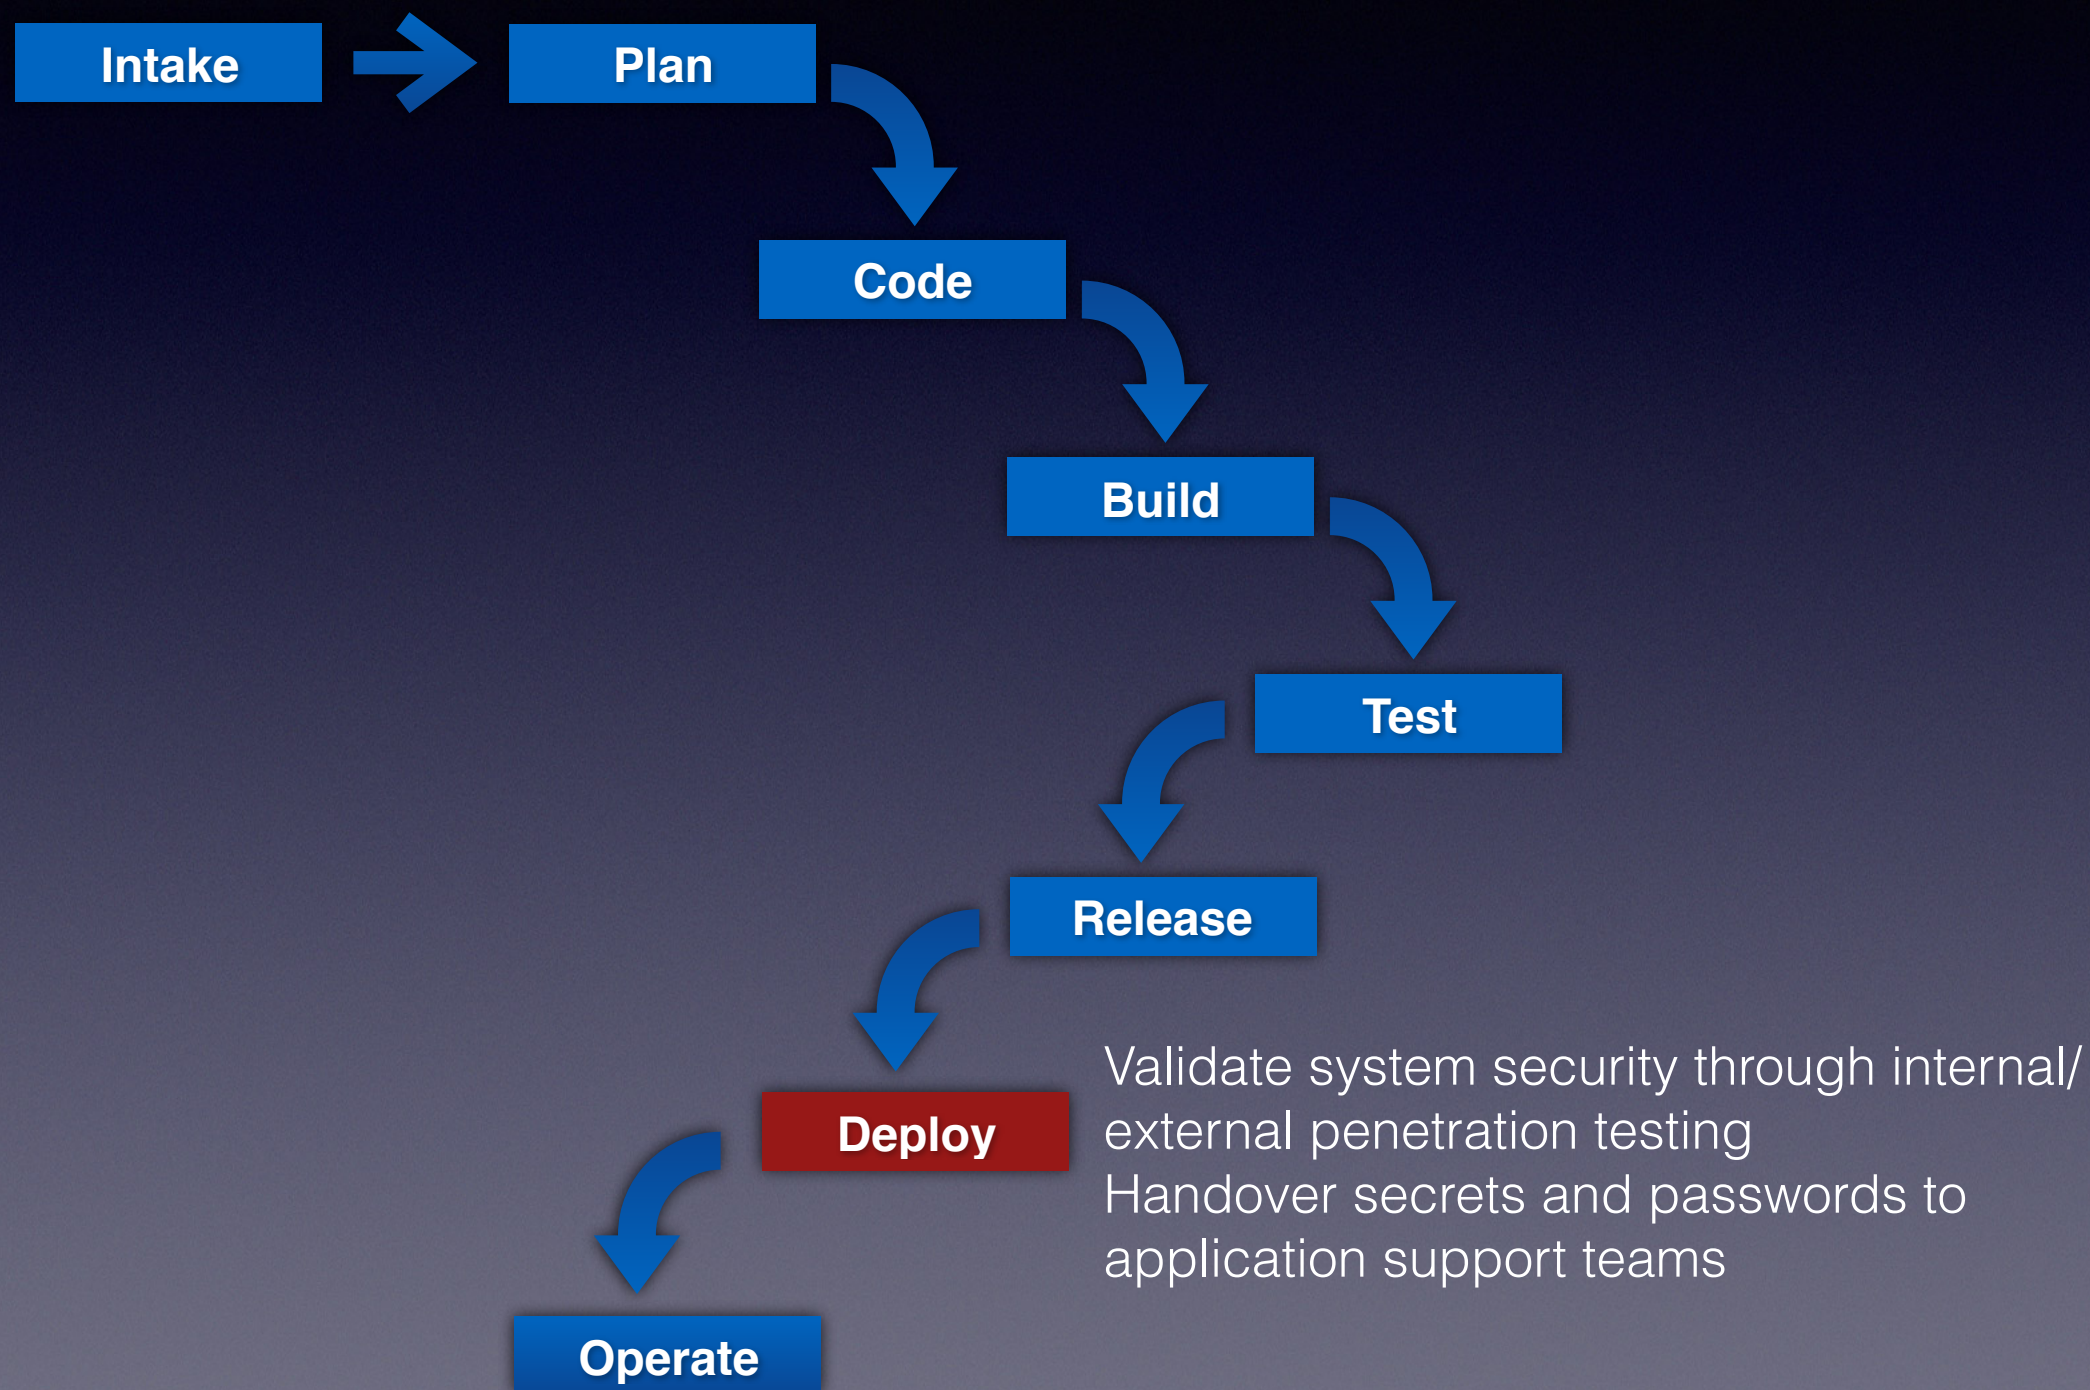 Intake
Plan
Code
Build
Test
Release
Deploy
Validate system security through internal/
external penetration testing
Handover secrets and passwords to
application support teams
Operate